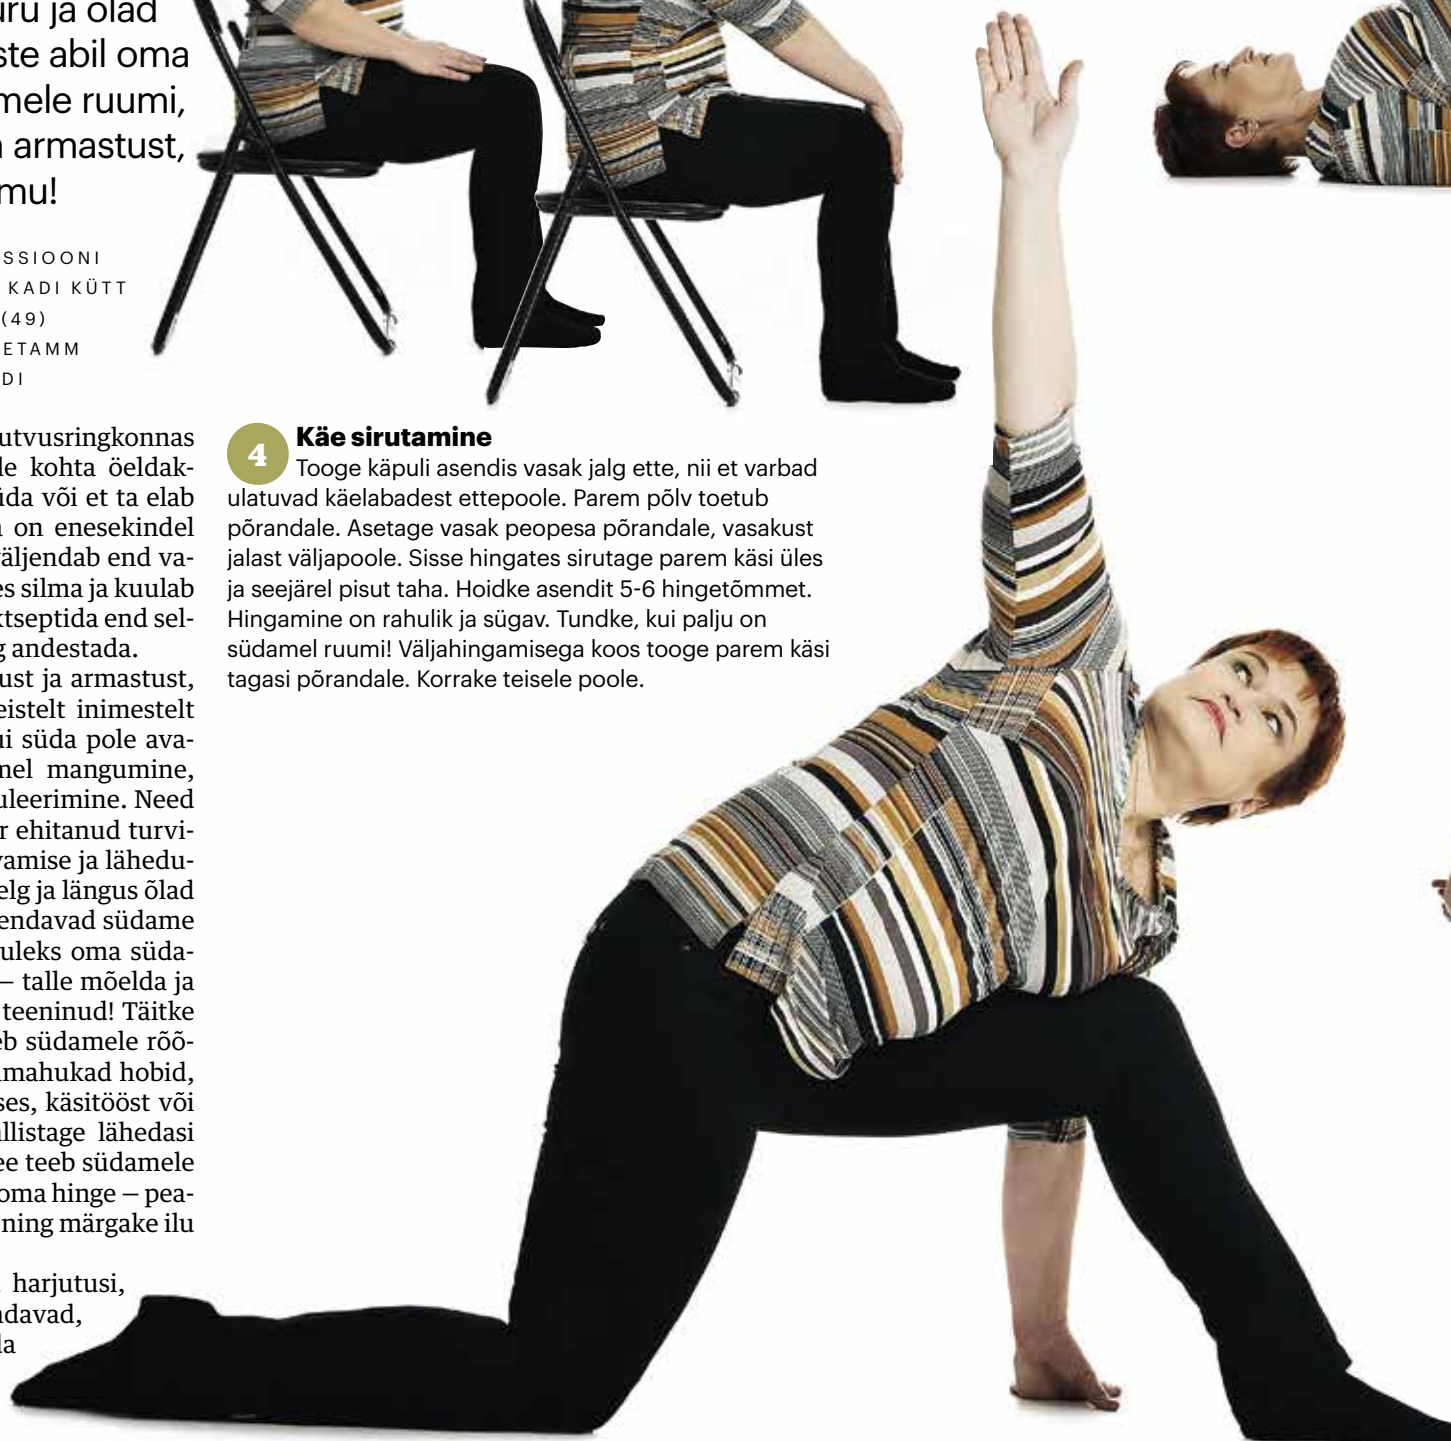 uru ja õlad
ste abil oma
mele ruumi,
armastust,
mu!
SSIOONI
KADI KÜTT
(49)
ETAMM
DI
utvusringkonnas
le kohta öeldak-
üda või et ta elab
on enesekindel
väljendab end va-
es silma ja kuulab
ktseptida end sel-
g andestada.
ust ja armastust,
eistelt inimestelt
ui süda pole ava-
mel mangumine,
uleerimine. Need
r ehitanud turvi-
vamise ja lähedu-
elg ja längus õlad
endavad südame
uleks oma süda-
– talle mõelda ja
teeninud! Täitke
eb südamele rõõ-
mahukad hobid,
ses, käsitööst või
llistage lähedasi
ee teeb südamele
oma hinge – pea-
ning märgake ilu
harjutusi,
ndavad,
la
4 Käe sirutamine
Tooge käpuli asendis vasak jalg ette, nii et varbad
ulatuvad käelabadest ettepoole. Parem põlv toetub
põrandale. Asetage vasak peopesa põrandale, vasakust
jalast väljapoole. Sisse hingates sirutage parem käsi üles
ja seejärel pisut taha. Hoidke asendit 5-6 hingetõmmet.
Hingamine on rahulik ja sügav. Tundke, kui palju on
südamel ruumi! Väljahingamisega koos tooge parem käsi
tagasi põrandale. Korrake teisele poole.